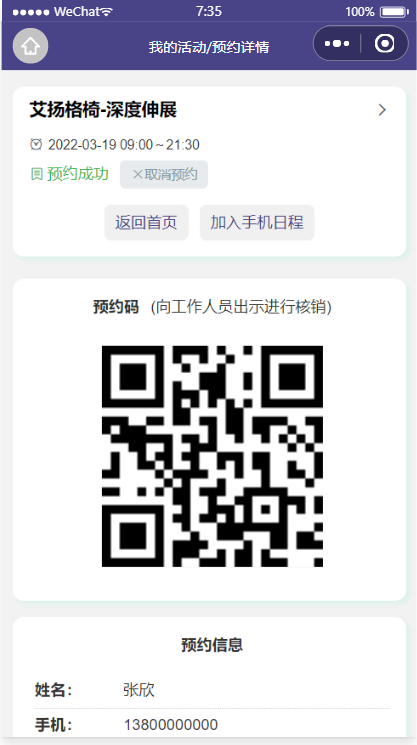 WeChat 7:35 100%
我的活动/预约详情
艾扬格椅-深度伸展
2022-03-19 09:00～21:30
预约成功 ×取消预约
返回首页 加入手机日程
预约码 (向工作人员出示进行核销)
预约信息
姓名: 张欣
手机: 13800000000